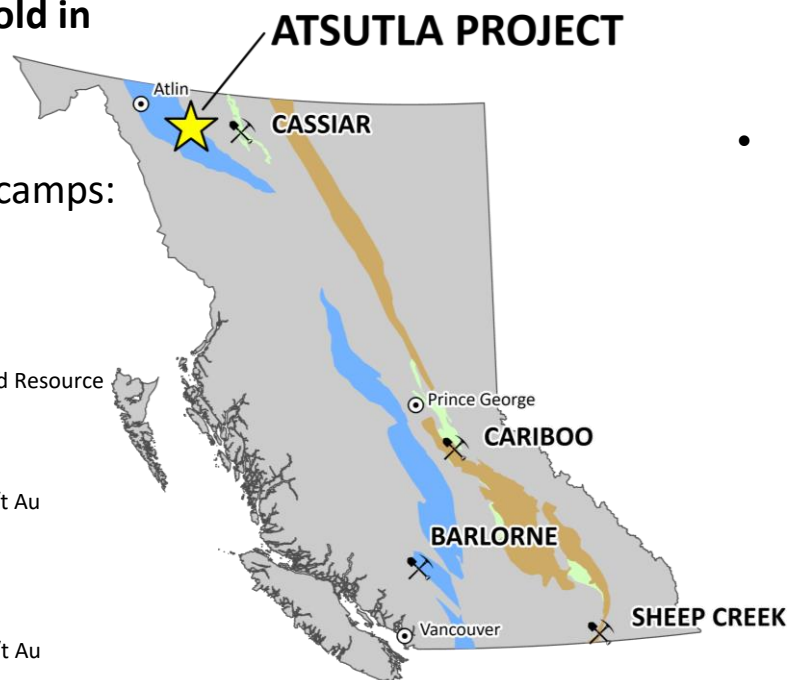 old in
ATSUTLA PROJECT
Atlin
CASSIAR
•
camps:
d Resource
Prince George
CARIBOO
/t Au
BARLORNE
SHEEP CREEK
Vancouver
/t Au